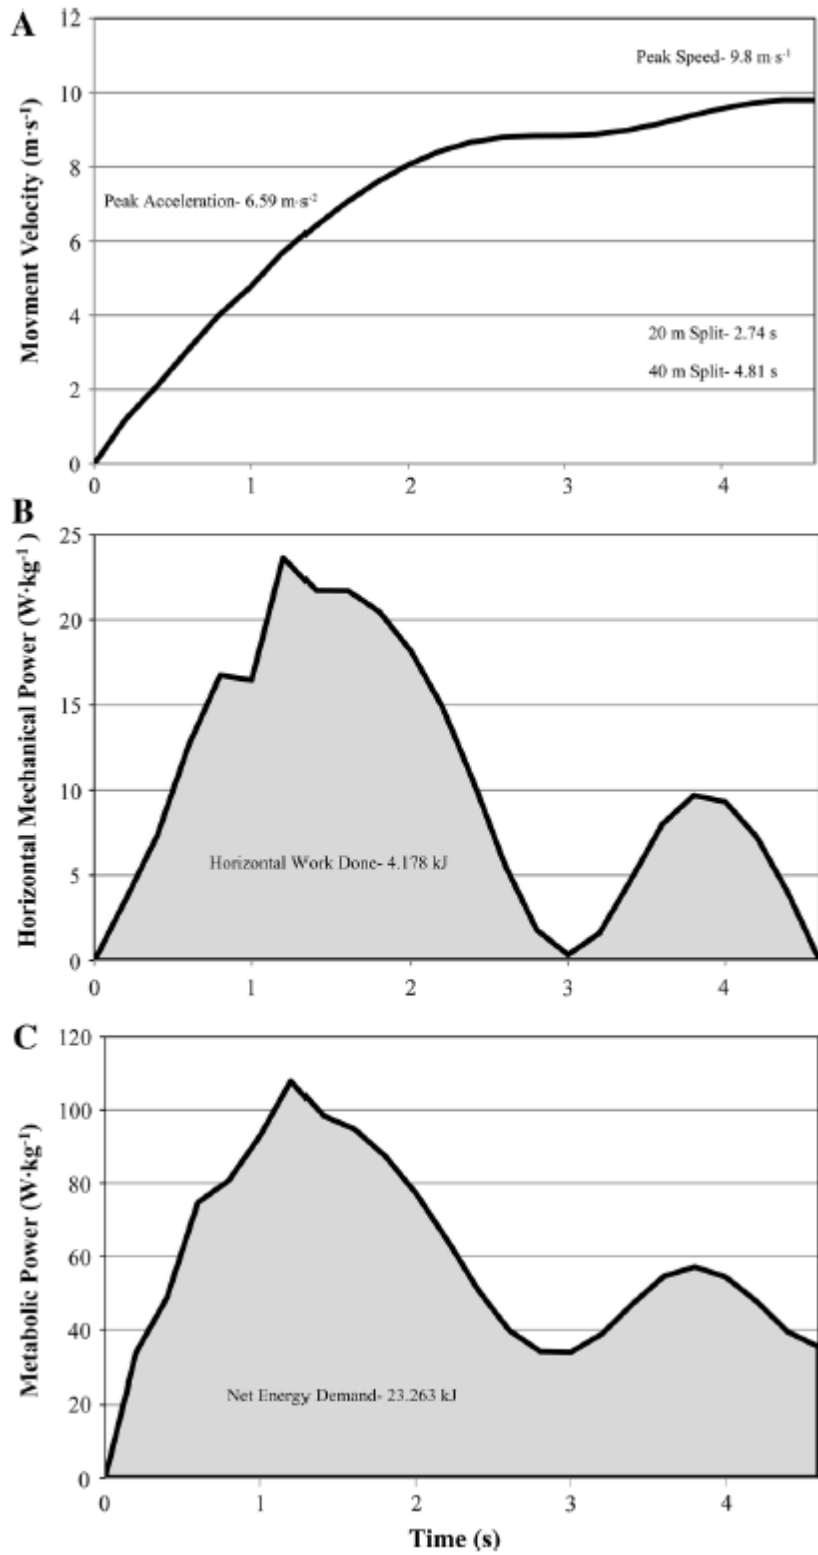 A
Movment Velocity (m·s-1)
12
10
8
6
4
2
0
Peak Speed- 9.8 m·s-1
Peak Acceleration- 6.59 m·s-2
20 m Split- 2.74 s
40 m Split- 4.81 s
0 1 2 3 4
B
Horizontal Mechanical Power (W·kg-1 )
25
20
15
10
5
0
Horizontal Work Done- 4.178 kJ
0 1 2 3 4
C
Metabolic Power (W·kg-1)
120
100
80
60
40
20
0
Net Energy Demand- 23.263 kJ
0 1 2 3 4
Time (s)